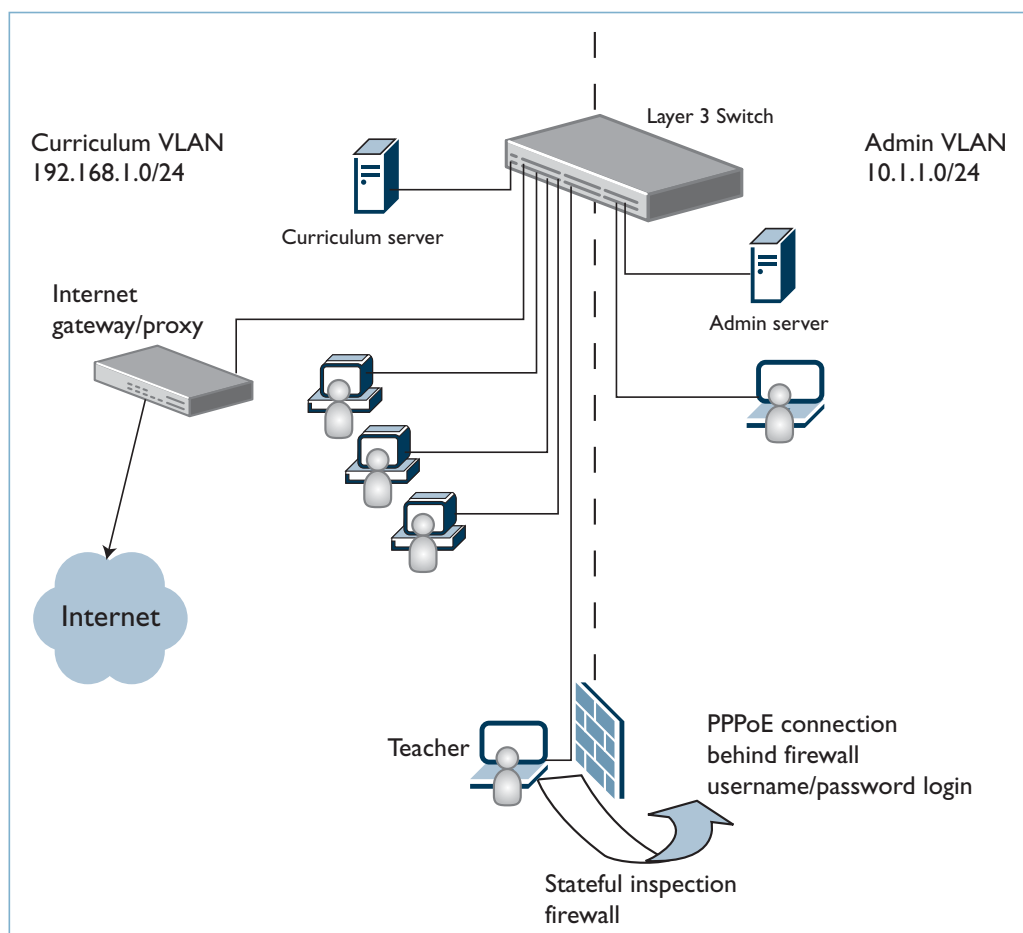 Layer 3 Switch
Curriculum VLAN
192.168.1.0/24
Admin VLAN
10.1.1.0/24
Curriculum server
Internet
gateway/proxy
Admin server
Internet
Teacher
PPPoE connection
behind firewall
username/password login
Stateful inspection
firewall